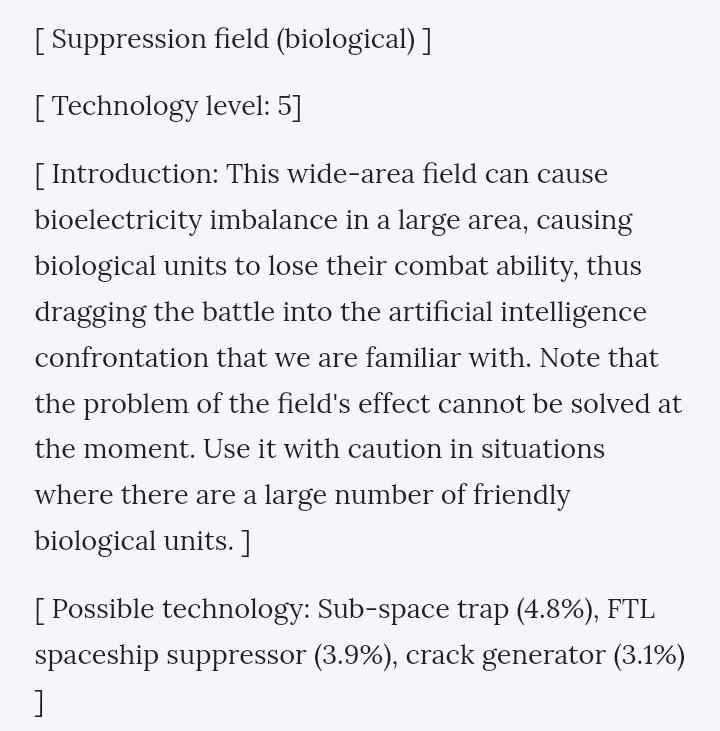 [ Suppression field (biological) ]
[ Technology level: 5]
[ Introduction: This wide-area field can cause
bioelectricity imbalance in a large area, causing
biological units to lose their combat ability, thus
dragging the battle into the artificial intelligence
confrontation that we are familiar with. Note that
the problem of the field's effect cannot be solved at
the moment. Use it with caution in situations
where there are a large number of friendly
biological units. ]
[ Possible technology: Sub-space trap (4.8%), FTL
spaceship suppressor (3.9%), crack generator (3.1%)
]